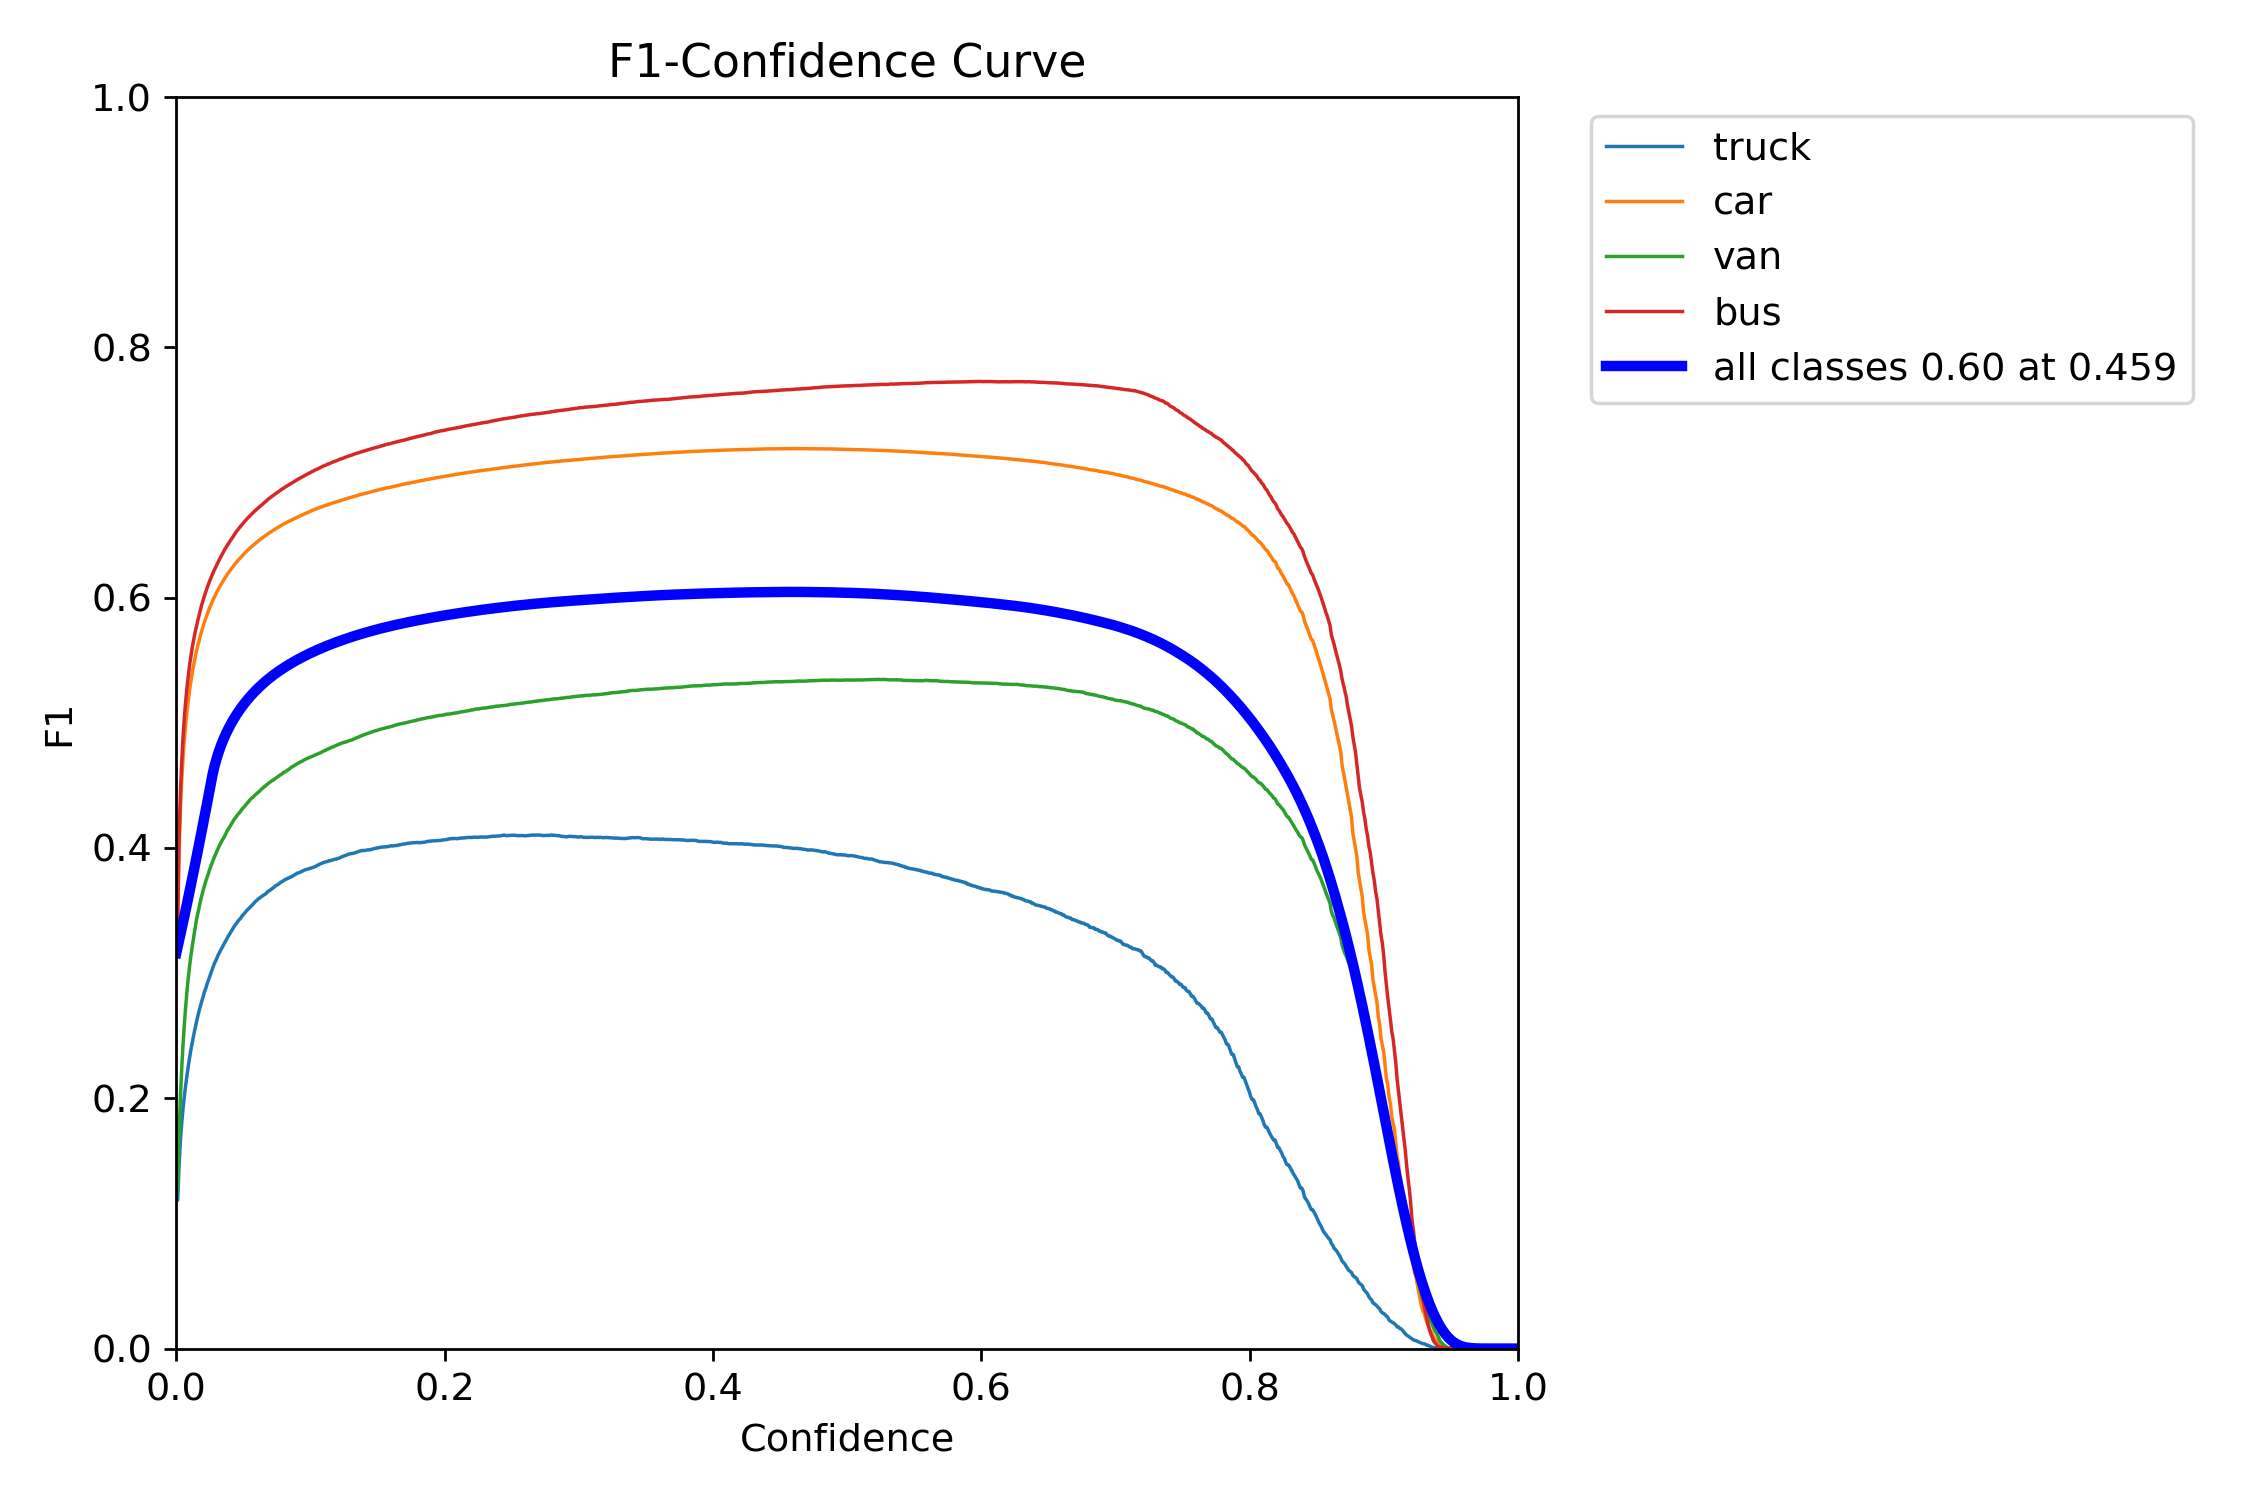 F1-Confidence Curve
1.0
0.8
0.6
0.4
0.2
0.0
F1
0.0 0.2 0.4 0.6 0.8 1.0
Confidence
truck
car
van
bus
all classes 0.60 at 0.459